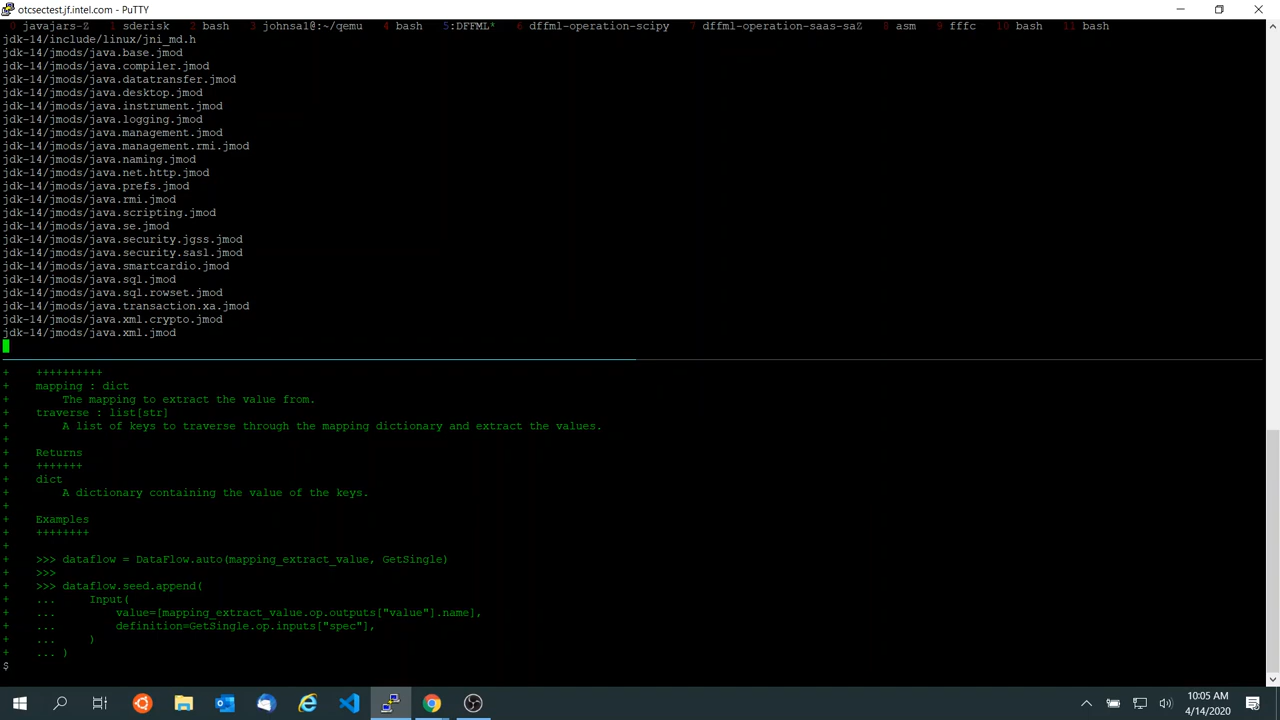 otcsectest.jf.intel.com - PuTTY
0 javajars-Z 1 sderisk 2 bash 3 johnsa1@:~/qemu 4 bash 5:DFFML* 6 dffml-operation-scipy 7 dffml-operation-saas-saZ 8 asm 9 fffc 10 bash 11 bash
jdk-14/include/linux/jni_md.h
jdk-14/jmods/java.base.jmod
jdk-14/jmods/java.compiler.jmod
jdk-14/jmods/java.datatransfer.jmod
jdk-14/jmods/java.desktop.jmod
jdk-14/jmods/java.instrument.jmod
jdk-14/jmods/java.logging.jmod
jdk-14/jmods/java.management.jmod
jdk-14/jmods/java.management.rmi.jmod
jdk-14/jmods/java.naming.jmod
jdk-14/jmods/java.net.http.jmod
jdk-14/jmods/java.prefs.jmod
jdk-14/jmods/java.rmi.jmod
jdk-14/jmods/java.scripting.jmod
jdk-14/jmods/java.se.jmod
jdk-14/jmods/java.security.jgss.jmod
jdk-14/jmods/java.security.sasl.jmod
jdk-14/jmods/java.smartcardio.jmod
jdk-14/jmods/java.sql.jmod
jdk-14/jmods/java.sql.rowset.jmod
jdk-14/jmods/java.transaction.xa.jmod
jdk-14/jmods/java.xml.crypto.jmod
jdk-14/jmods/java.xml.jmod
+    ++++++++++
+    mapping : dict
+        The mapping to extract the value from.
+    traverse : list[str]
+        A list of keys to traverse through the mapping dictionary and extract the values.
+
+    Returns
+    +++++++
+    dict
+        A dictionary containing the value of the keys.
+
+    Examples
+    ++++++++
+
+    >>> dataflow = DataFlow.auto(mapping_extract_value, GetSingle)
+    >>>
+    >>> dataflow.seed.append(
+    ...     Input(
+    ...         value=[mapping_extract_value.op.outputs["value"].name],
+    ...         definition=GetSingle.op.inputs["spec"],
+    ...     )
+    ... )
$
10:05 AM
4/14/2020